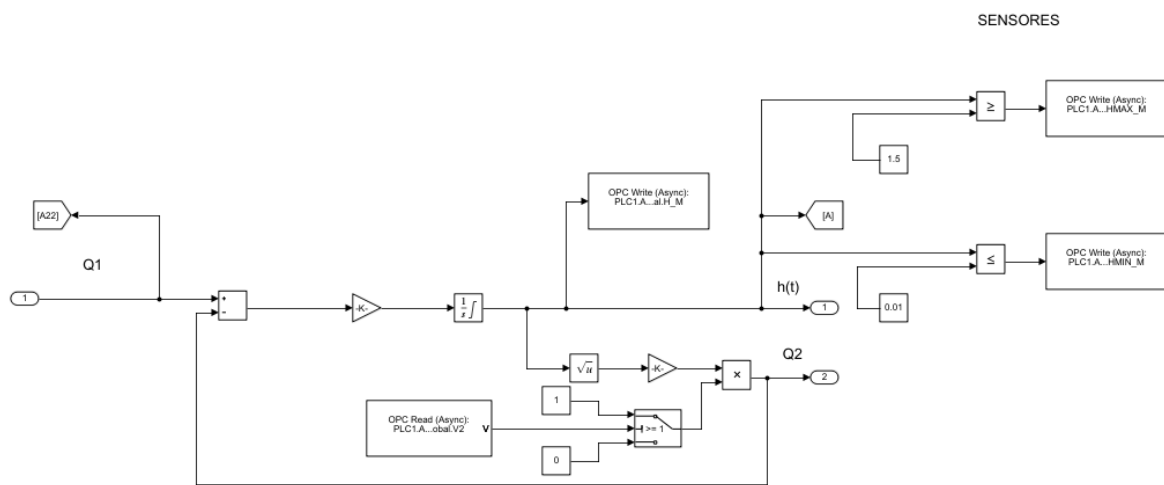 SENSORES
OPC Write (Async):
PLC1.A...HMAX_M
≥
1.5
OPC Write (Async):
PLC1.A...al.H_M
[A22]
[A]
Q1
OPC Write (Async):
PLC1.A...HMIN_M
≤
h(t)
1
+
−
-K-
1/s ∫
1
0.01
√u
-K-
Q2
×
2
1
OPC Read (Async):
PLC1.A...obal.V2
V
>= 1
0